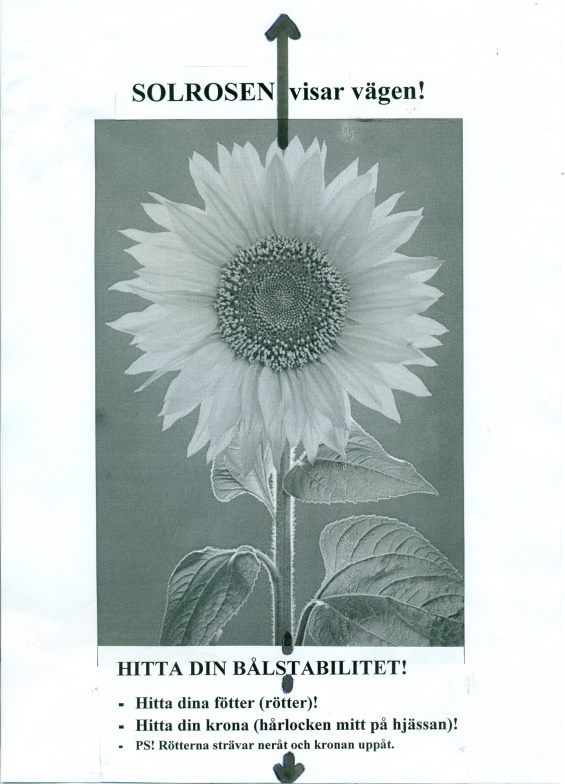 SOLROSEN visar vägen!
HITTA DIN BÅLSTABILITET!
- Hitta dina fötter (rötter)!
- Hitta din krona (hårlocken mitt på hjässan)!
- PS! Rötterna strävar neråt och kronan uppåt.